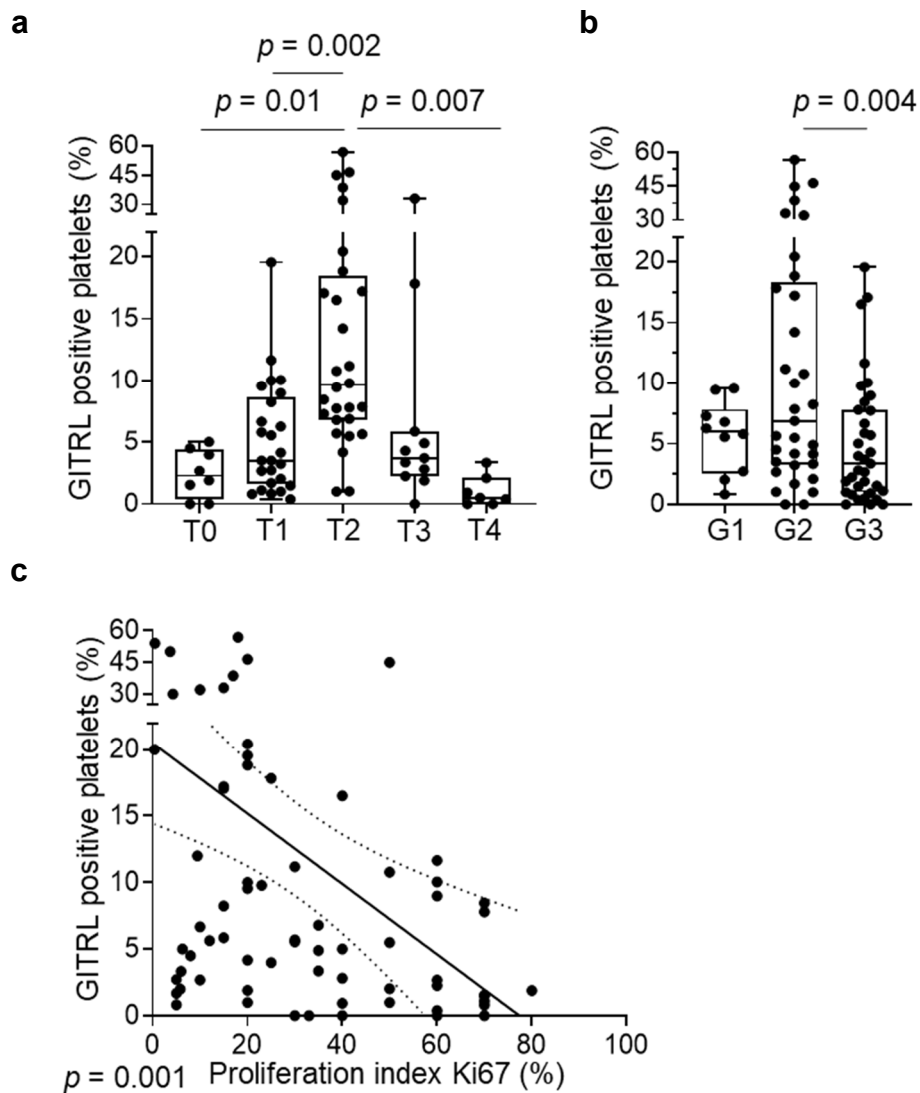 a
b
p = 0.002
p = 0.01
p = 0.007
p = 0.004
GITRL positive platelets (%)
60
45
30
20
15
10
5
0
T0
T1
T2
T3
T4
GITRL positive platelets (%)
60
45
30
20
15
10
5
0
G1
G2
G3
c
GITRL positive platelets (%)
60
45
30
20
15
10
5
0
0
20
40
60
80
100
p = 0.001
Proliferation index Ki67 (%)